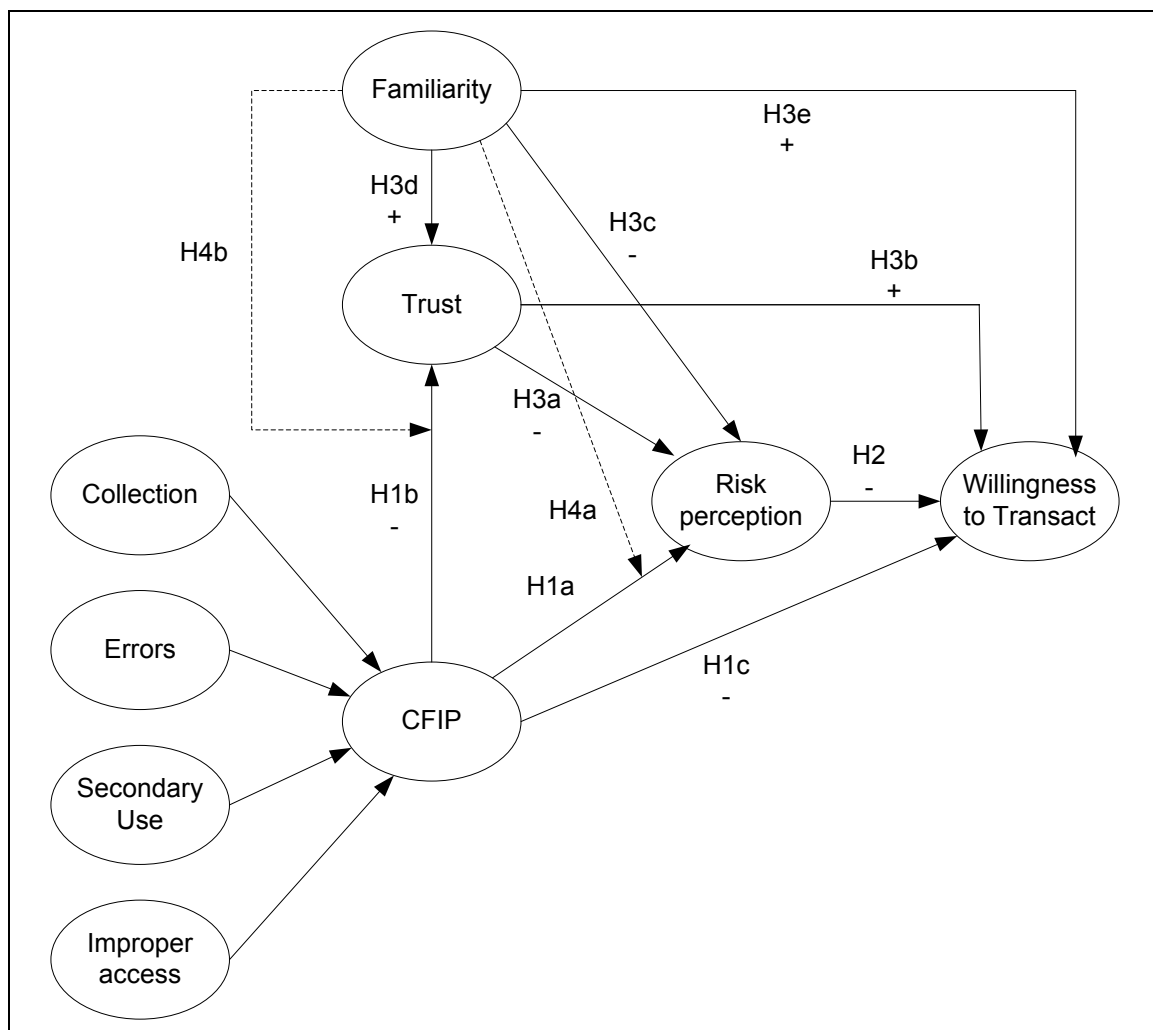 Familiarity
H3e
+
H3d
+
H3c
-
H4b
H3b
+
Trust
H3a
-
Collection
H1b
-
H4a
Risk
perception
H2
-
Willingness
to Transact
H1a
Errors
H1c
-
CFIP
Secondary
Use
Improper
access